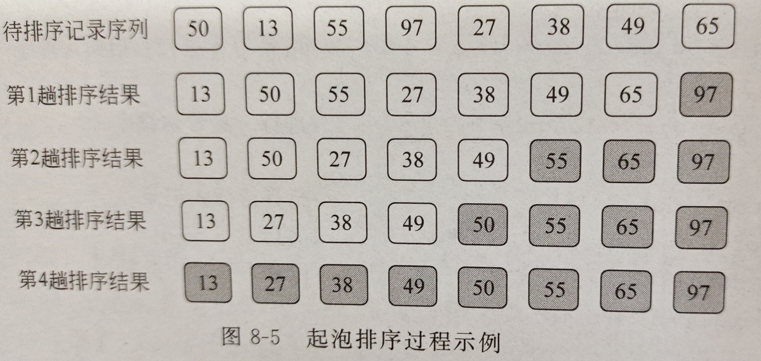 待排序记录序列 50 13 55 97 27 38 49 65
第1趟排序结果 13 50 55 27 38 49 65 97
第2趟排序结果 13 50 27 38 49 55 65 97
第3趟排序结果 13 27 38 49 50 55 65 97
第4趟排序结果 13 27 38 49 50 55 65 97
图 8-5 起泡排序过程示例